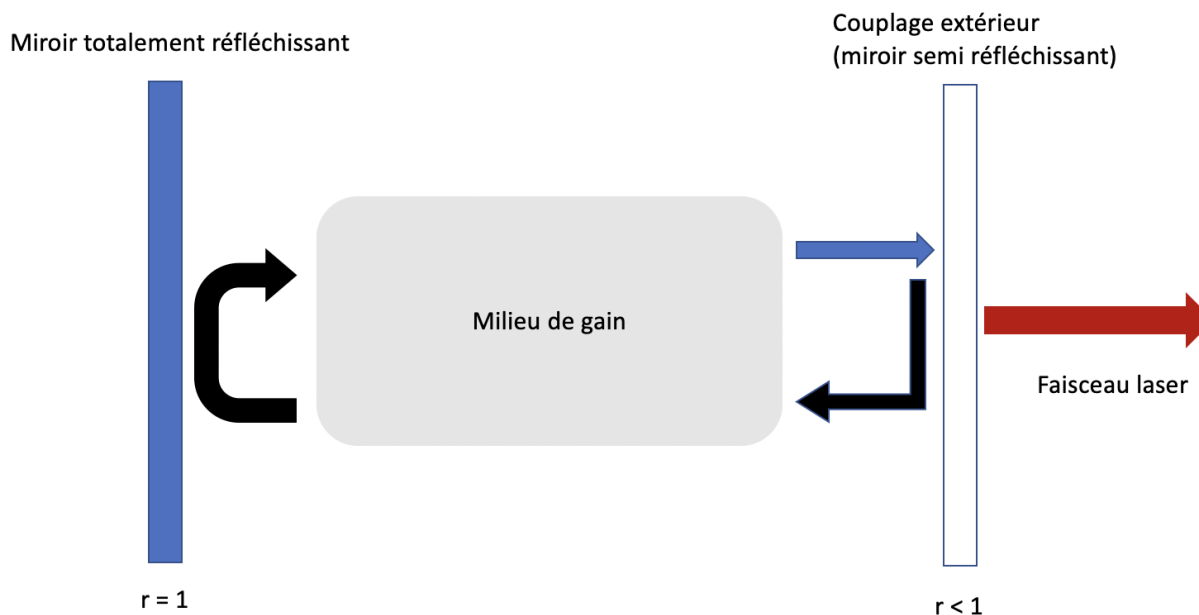 Miroir totalement réfléchissant
Couplage extérieur
(miroir semi réfléchissant)
Milieu de gain
Faisceau laser
r = 1
r < 1